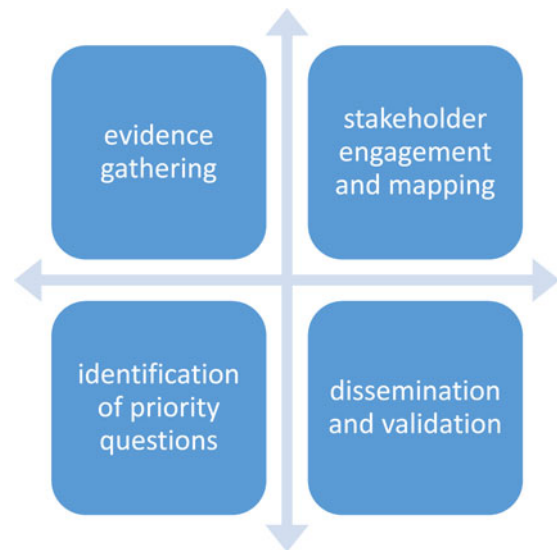 evidence
gathering
stakeholder
engagement
and mapping
identification
of priority
questions
dissemination
and validation